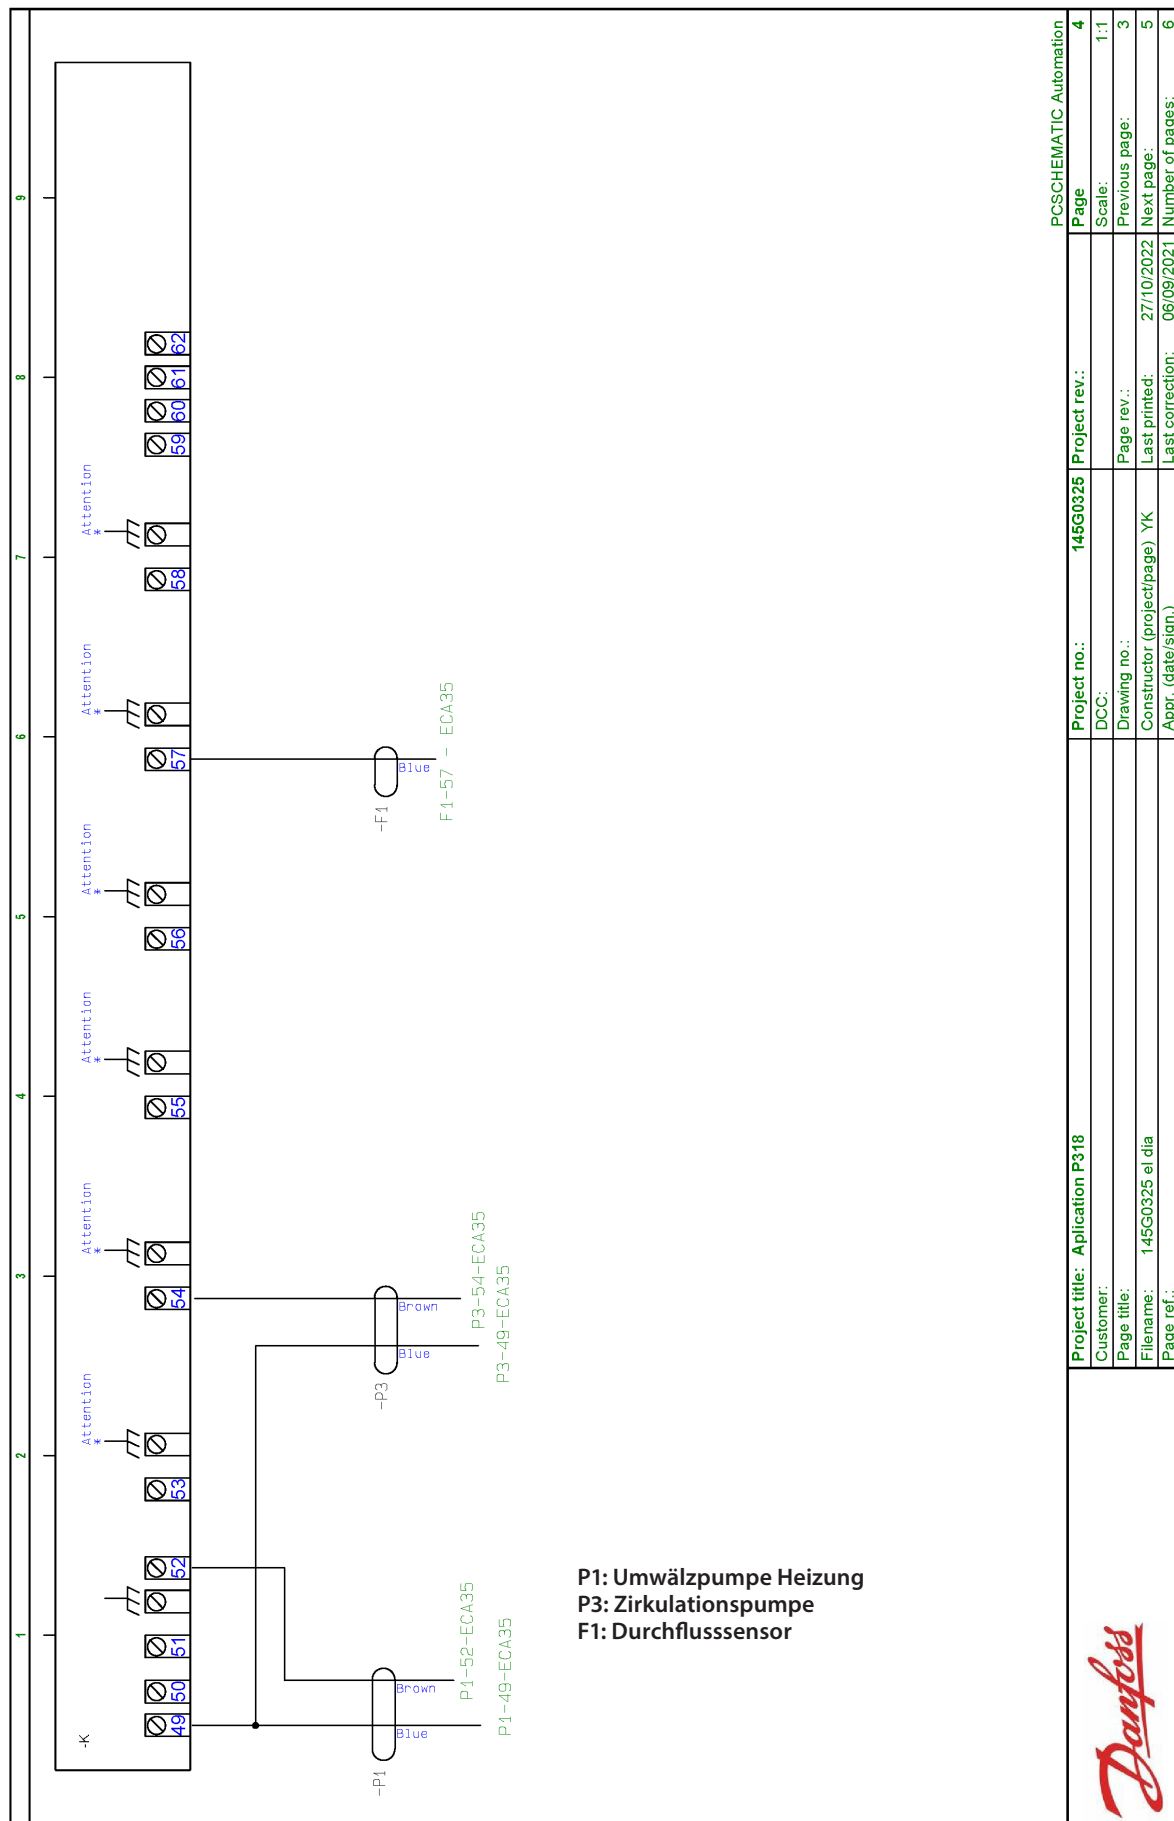 1
2
3
4
5
6
7
8
9
-K
49
50
51
52
53
Attention
*
54
Attention
*
55
Attention
*
56
Attention
*
57
Attention
*
58
Attention
*
59
60
61
62
-P1
Blue
Brown
P1-49-ECA35
P1-52-ECA35
-P3
Blue
Brown
P3-49-ECA35
P3-54-ECA35
-F1
Blue
F1-57 - ECA35
P1: Umwälzpumpe Heizung
P3: Zirkulationspumpe
F1: Durchflusssensor
PCSCHEMATIC Automation
Danfoss
Project title: Aplication P318
Project no.: 145G0325
Project rev.:
Page 4
Customer:
DCC:
Scale: 1:1
Page title:
Drawing no.:
Page rev.:
Previous page: 3
Filename: 145G0325 el dia
Constructor (project/page) YK
Last printed: 27/10/2022
Next page: 5
Page ref.:
Appr. (date/sign.)
Last correction: 06/09/2021
Number of pages: 6